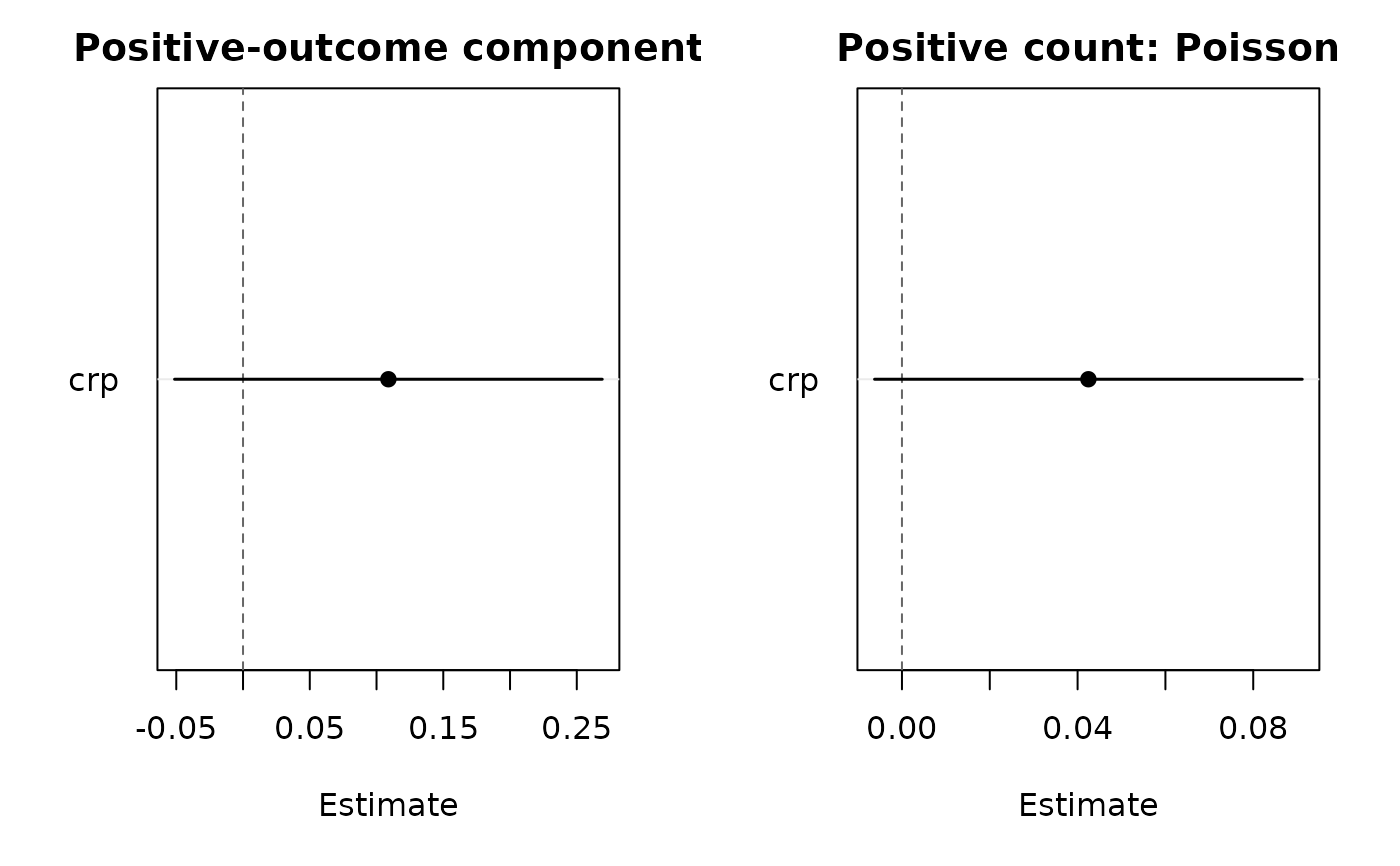 Positive-outcome component
crp
-0.05 0.05 0.15 0.25
Estimate
Positive count: Poisson
crp
0.00 0.04 0.08
Estimate